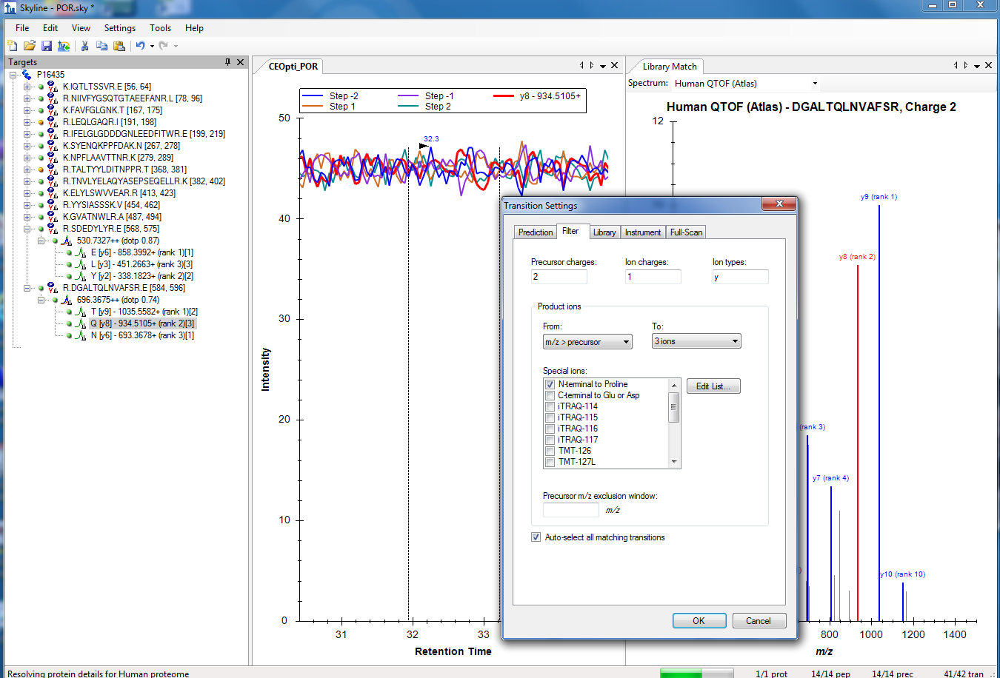 Skyline - POR.sky *
File Edit View Settings Tools Help
Targets
P16435
K.IQTLTSSVR.E [56, 64]
R.NIIVFYGSQTGTAEEFANR.L [78, 96]
K.FAVFGLGNK.T [167, 175]
R.LEQLGAQR.I [191, 198]
R.IFELGLGDDDGNLEEDFITWR.E [199, 219]
K.SYENQKPPFDAK.N [267, 278]
K.NPFLAAVTTNR.K [279, 289]
R.TALTYYLDITNPPR.T [368, 381]
R.TNVLYELAQYASEPSEQELLR.K [382, 402]
K.ELYLSWVVEAR.R [413, 423]
R.YYSIASSSK.V [454, 462]
K.GVATNWLR.A [487, 494]
R.SDEDYLYR.E [568, 575]
530.7327++ (dotp 0.87)
E [y6] - 858.3992+ (rank 1)[1]
L [y3] - 451.2663+ (rank 3)[3]
Y [y2] - 338.1823+ (rank 2)[2]
R.DGALTQLNVAFSR.E [584, 596]
696.3675++ (dotp 0.74)
T [y9] - 1035.5582+ (rank 1)[2]
Q [y8] - 934.5105+ (rank 2)[3]
N [y6] - 693.3678+ (rank 3)[1]
CEOpti_POR
Step -2 Step -1 y8 - 934.5105+
Step 1 Step 2
50
40
30
20
10
0
Intensity
32.3
31 32 33
Retention Time
Library Match
Spectrum: Human QTOF (Atlas)
Human QTOF (Atlas) - DGALTQLNVAFSR, Charge 2
12
y9 (rank 1)
y8 (rank 2)
rank 3)
y7 (rank 4)
y10 (rank 10)
800 1000 1200 1400
m/z
Transition Settings
Prediction Filter Library Instrument Full-Scan
Precursor charges: Ion charges: Ion types:
2 1 y
Product ions
From: To:
m/z > precursor 3 ions
Special ions:
N-terminal to Proline
C-terminal to Glu or Asp
iTRAQ-114
iTRAQ-115
iTRAQ-116
iTRAQ-117
TMT-126
TMT-127L
Edit List...
Precursor m/z exclusion window:
m/z
Auto-select all matching transitions
OK Cancel
Resolving protein details for Human proteome
1/1 prot 14/14 pep 14/14 prec 41/42 tran